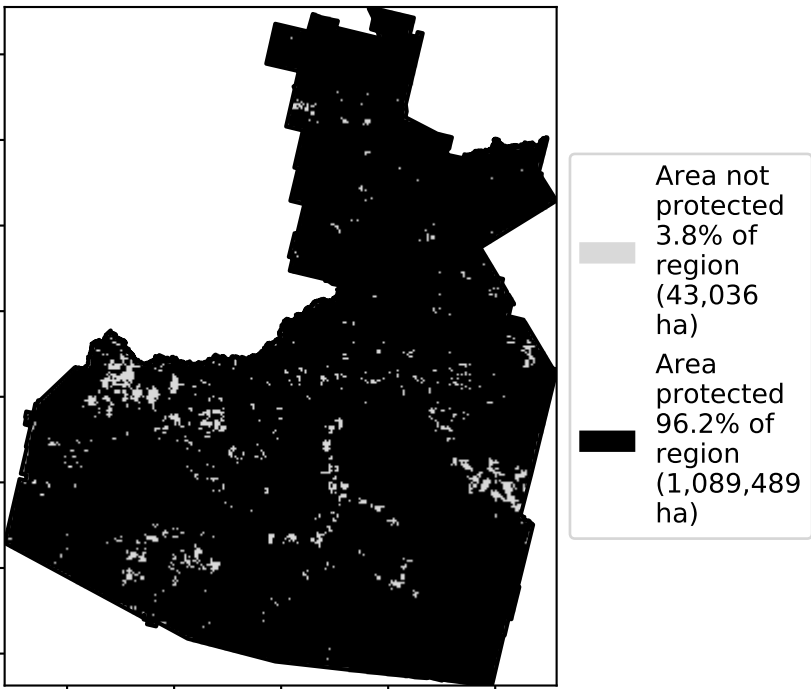 Area not
protected
3.8% of
region
(43,036
ha)
Area
protected
96.2% of
region
(1,089,489
ha)